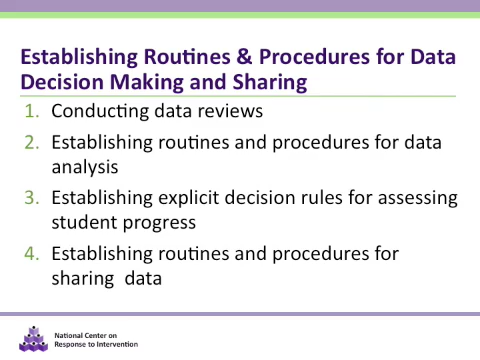 Establishing Routines & Procedures for Data
Decision Making and Sharing
1. Conducting data reviews
2. Establishing routines and procedures for data
analysis
3. Establishing explicit decision rules for assessing
student progress
4. Establishing routines and procedures for
sharing  data
National Center on
Response to Intervention